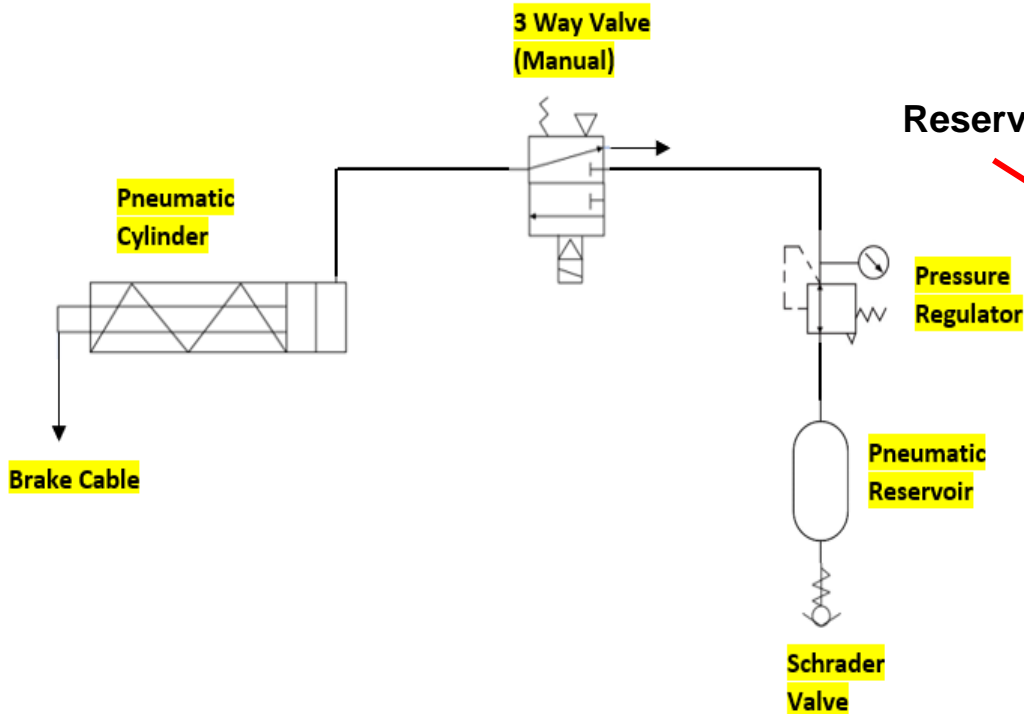 3 Way Valve
(Manual)
Reserv
Pneumatic
Cylinder
Pressure
Regulator
Brake Cable
Pneumatic
Reservoir
Schrader
Valve